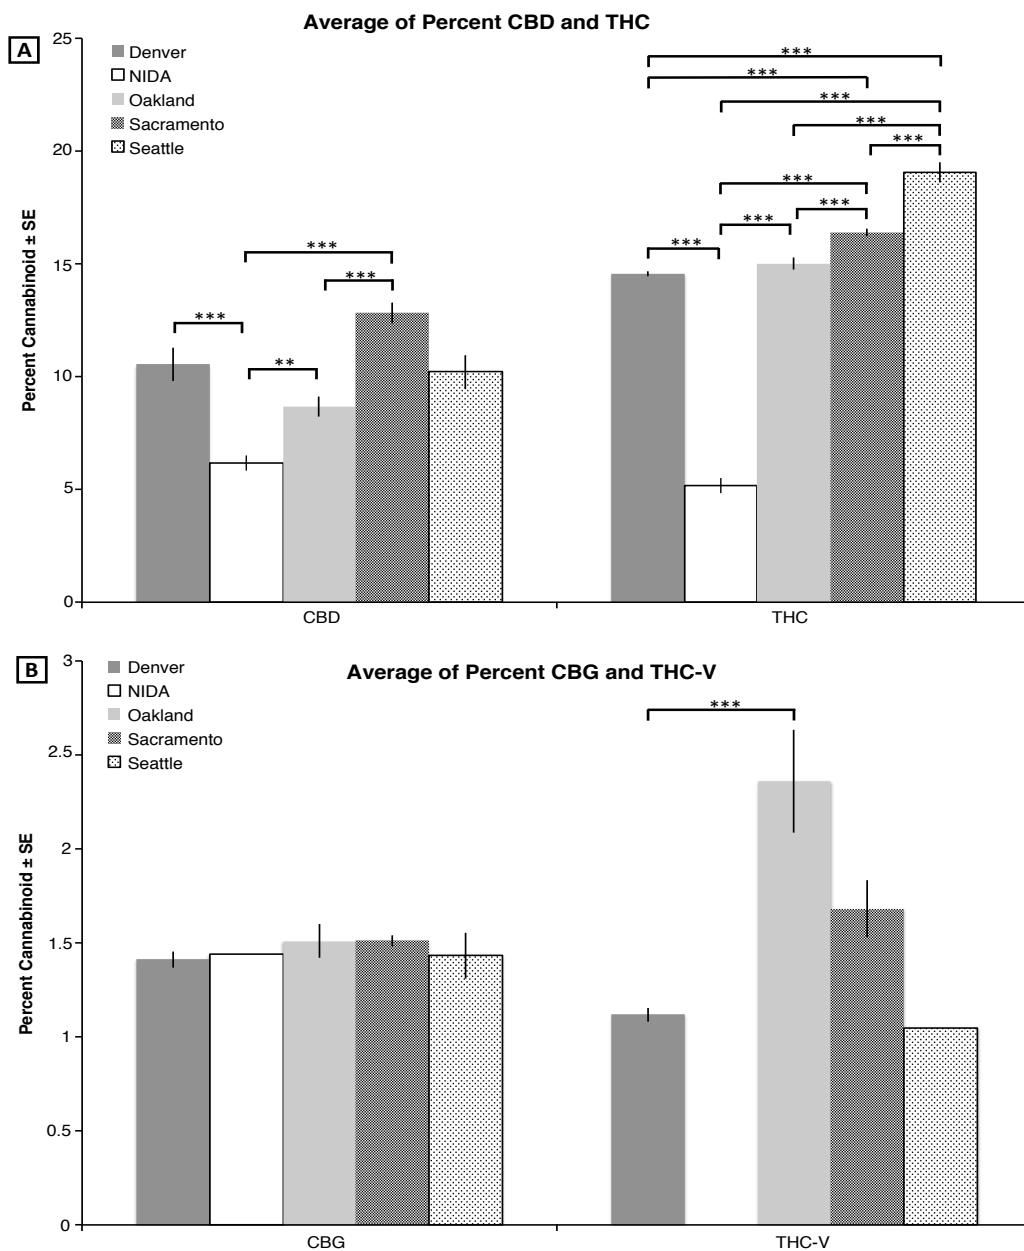 Average of Percent CBD and THC
A
25
20
15
10
5
0
Percent Cannabinoid ± SE
Denver
NIDA
Oakland
Sacramento
Seattle
***
***
***
***
***
***
***
***
***
***
***
***
**
CBD
THC
B
Average of Percent CBG and THC-V
3
2.5
2
1.5
1
0.5
0
Percent Cannabinoid ± SE
Denver
NIDA
Oakland
Sacramento
Seattle
***
CBG
THC-V